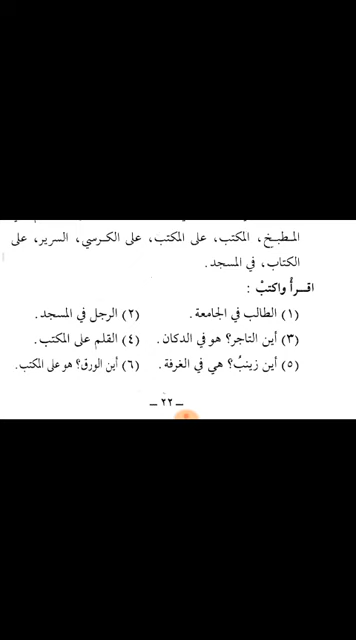 المطبخ، المكتب، على المكتب، على الكرسي، السرير، على
الكتاب، في المسجد.
اقرأْ واكتبْ :
(١) الطالب في الجامعة. (٢) الرجل في المسجد.
(٣) أين التاجر؟ هو في الدكان. (٤) القلم على المكتب.
(٥) أين زينبُ؟ هي في الغرفة. (٦) أين الورق؟ هو على المكتب.
– ٢٢ –